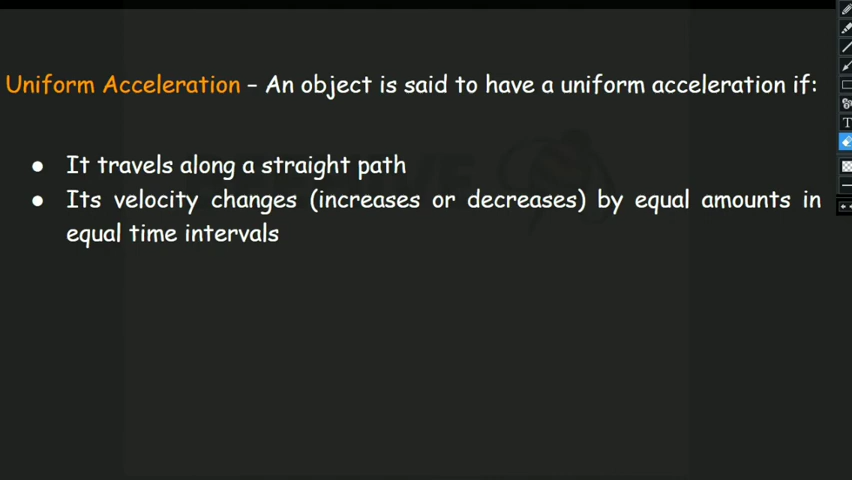 Uniform Acceleration – An object is said to have a uniform acceleration if:
● It travels along a straight path
● Its velocity changes (increases or decreases) by equal amounts in
equal time intervals